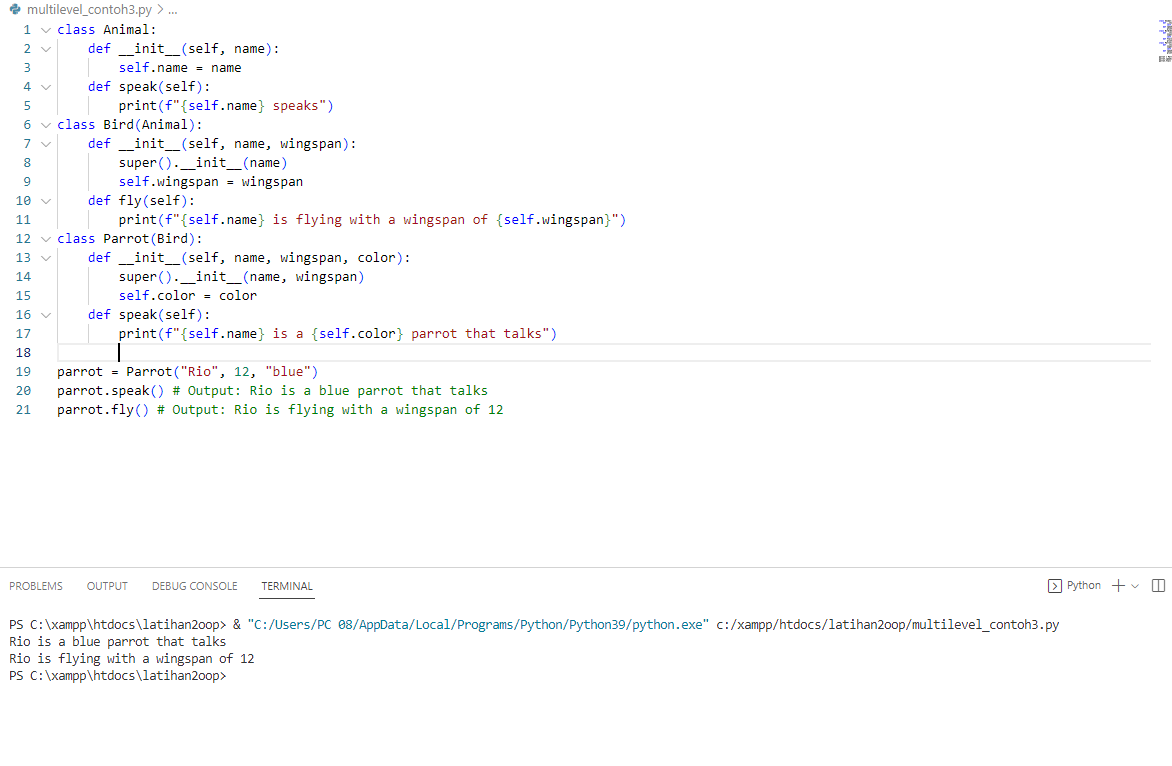 multilevel_contoh3.py > ...
1 class Animal:
2     def __init__(self, name):
3         self.name = name
4     def speak(self):
5         print(f"{self.name} speaks")
6 class Bird(Animal):
7     def __init__(self, name, wingspan):
8         super().__init__(name)
9         self.wingspan = wingspan
10     def fly(self):
11         print(f"{self.name} is flying with a wingspan of {self.wingspan}")
12 class Parrot(Bird):
13     def __init__(self, name, wingspan, color):
14         super().__init__(name, wingspan)
15         self.color = color
16     def speak(self):
17         print(f"{self.name} is a {self.color} parrot that talks")
18
19 parrot = Parrot("Rio", 12, "blue")
20 parrot.speak() # Output: Rio is a blue parrot that talks
21 parrot.fly() # Output: Rio is flying with a wingspan of 12
PROBLEMS OUTPUT DEBUG CONSOLE TERMINAL Python
PS C:\xampp\htdocs\latihan2oop> & "C:/Users/PC 08/AppData/Local/Programs/Python/Python39/python.exe" c:/xampp/htdocs/latihan2oop/multilevel_contoh3.py
Rio is a blue parrot that talks
Rio is flying with a wingspan of 12
PS C:\xampp\htdocs\latihan2oop>